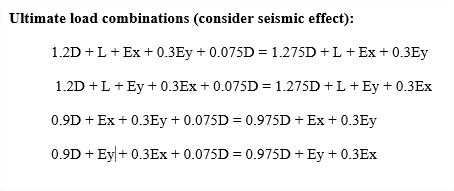 Ultimate load combinations (consider seismic effect):
1.2D + L + Ex + 0.3Ey + 0.075D = 1.275D + L + Ex + 0.3Ey
1.2D + L + Ey + 0.3Ex + 0.075D = 1.275D + L + Ey + 0.3Ex
0.9D + Ex + 0.3Ey + 0.075D = 0.975D + Ex + 0.3Ey
0.9D + Ey + 0.3Ex + 0.075D = 0.975D + Ey + 0.3Ex